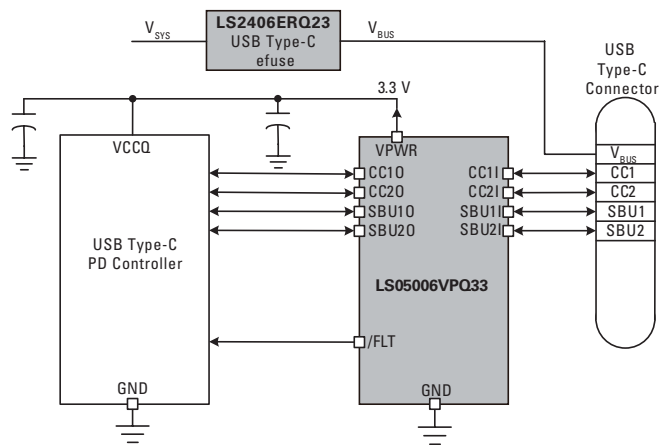 LS2406ERQ23
USB Type-C
efuse
V_SYS
V_BUS
USB
Type-C
Connector
3.3 V
VCCQ
VPWR
V_BUS
CC1O
CC1I
CC1
CC2O
CC2I
CC2
SBU1O
SBU1I
SBU1
SBU2O
SBU2I
SBU2
USB Type-C
PD Controller
LS05006VPQ33
/FLT
GND
GND